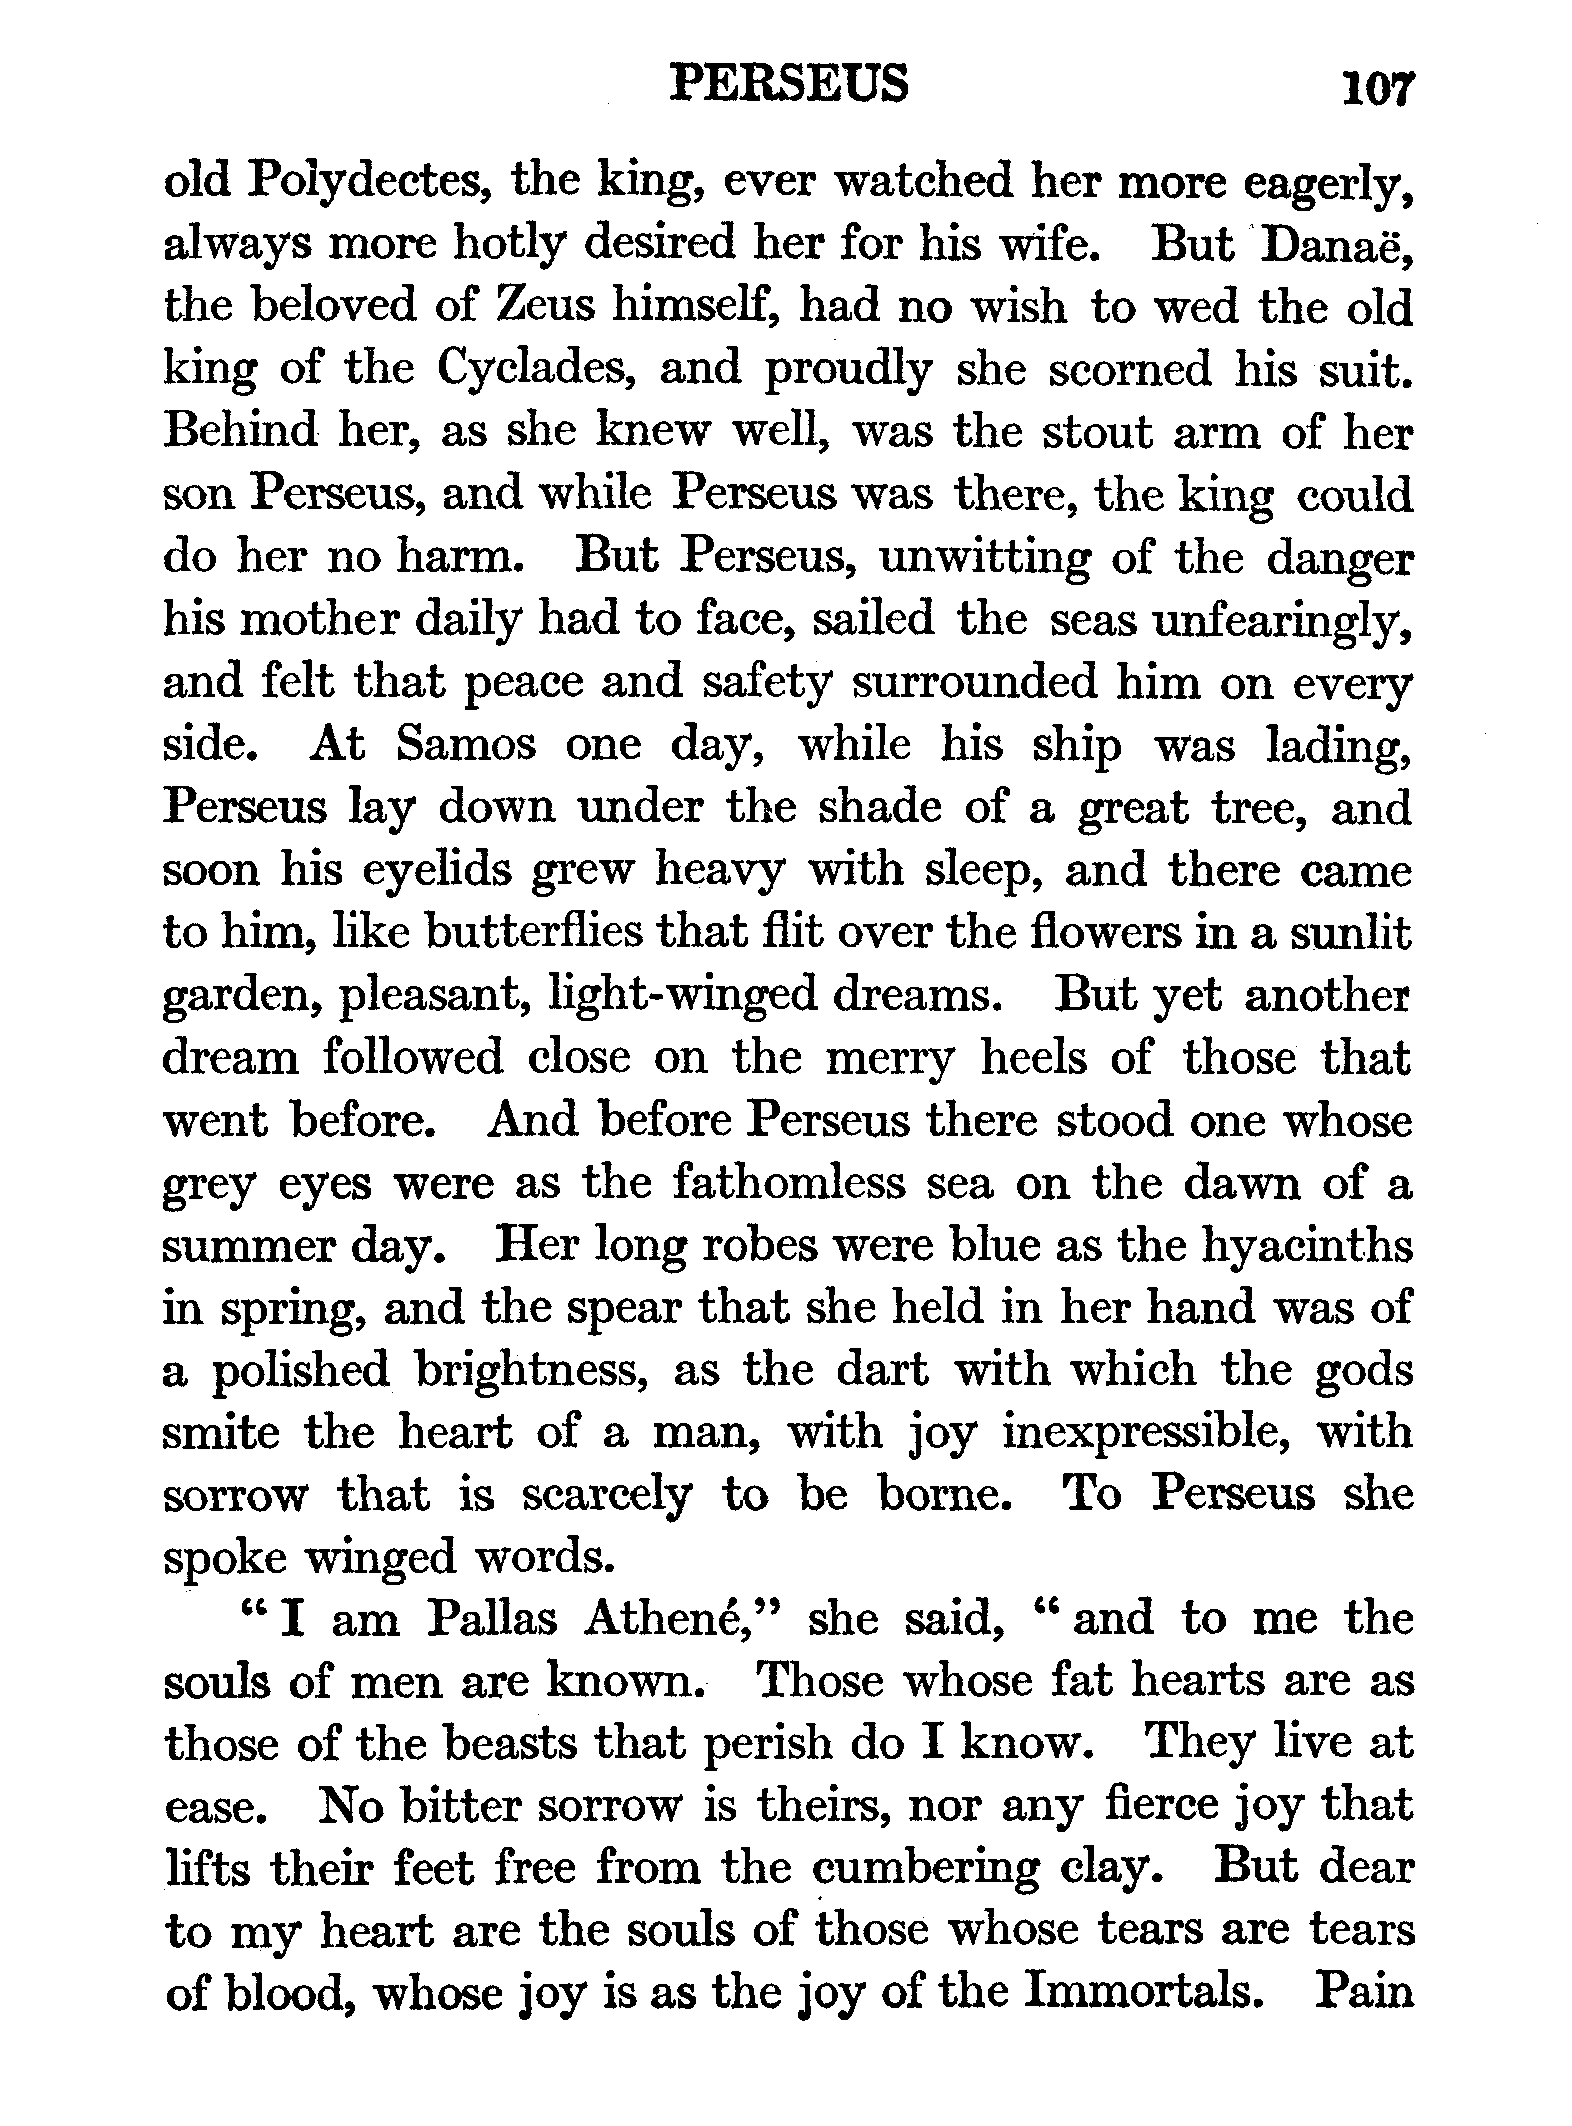 PERSEUS 107
old Polydectes, the king, ever watched her more eagerly,
always more hotly desired her for his wife. But Danaë,
the beloved of Zeus himself, had no wish to wed the old
king of the Cyclades, and proudly she scorned his suit.
Behind her, as she knew well, was the stout arm of her
son Perseus, and while Perseus was there, the king could
do her no harm. But Perseus, unwitting of the danger
his mother daily had to face, sailed the seas unfearingly,
and felt that peace and safety surrounded him on every
side. At Samos one day, while his ship was lading,
Perseus lay down under the shade of a great tree, and
soon his eyelids grew heavy with sleep, and there came
to him, like butterflies that flit over the flowers in a sunlit
garden, pleasant, light-winged dreams. But yet another
dream followed close on the merry heels of those that
went before. And before Perseus there stood one whose
grey eyes were as the fathomless sea on the dawn of a
summer day. Her long robes were blue as the hyacinths
in spring, and the spear that she held in her hand was of
a polished brightness, as the dart with which the gods
smite the heart of a man, with joy inexpressible, with
sorrow that is scarcely to be borne. To Perseus she
spoke winged words.
“ I am Pallas Athené,” she said, “ and to me the
souls of men are known. Those whose fat hearts are as
those of the beasts that perish do I know. They live at
ease. No bitter sorrow is theirs, nor any fierce joy that
lifts their feet free from the cumbering clay. But dear
to my heart are the souls of those whose tears are tears
of blood, whose joy is as the joy of the Immortals. Pain